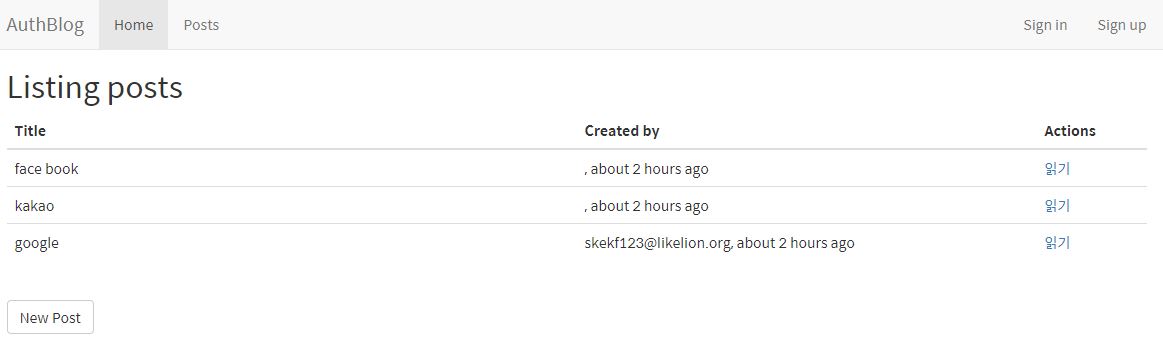 AuthBlog Home Posts Sign in Sign up
Listing posts
Title Created by Actions
face book , about 2 hours ago 읽기
kakao , about 2 hours ago 읽기
google skekf123@likelion.org, about 2 hours ago 읽기
New Post